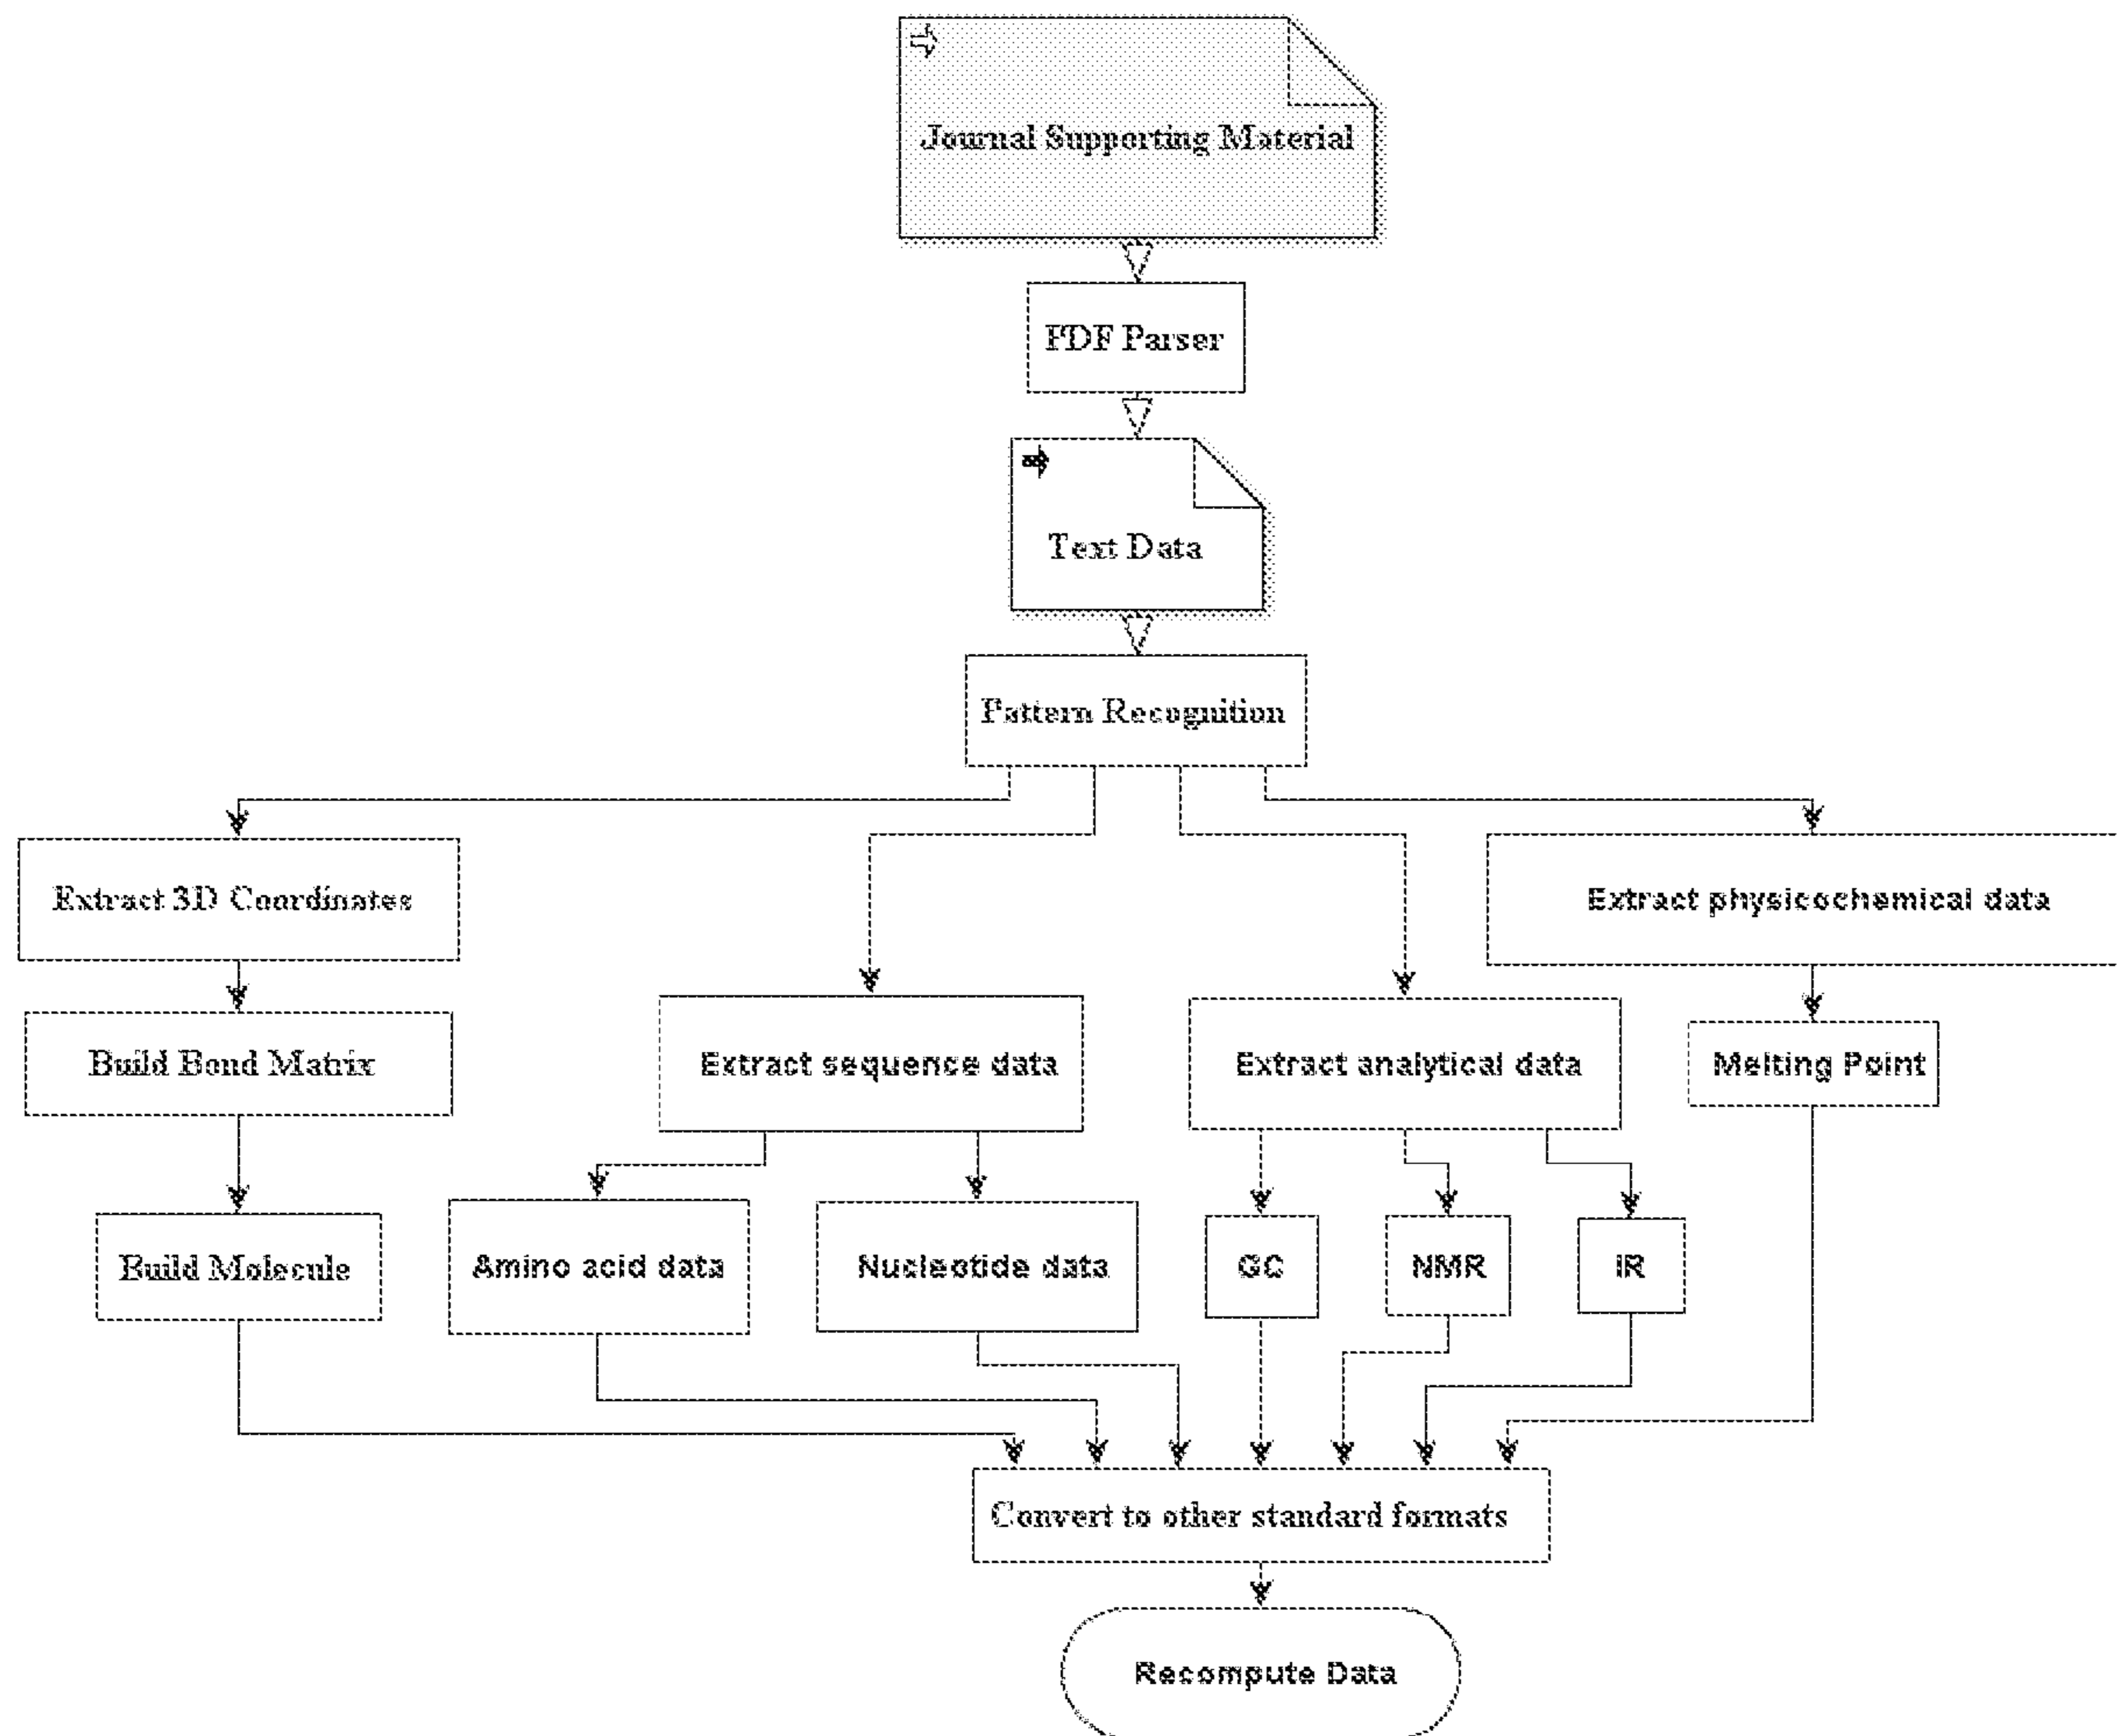 Journal Supporting Material
PDF Parser
Text Data
Pattern Recognition
Extract 3D Coordinates
Extract physicochemical data
Build Bond Matrix
Extract sequence data
Extract analytical data
Melting Point
Build Molecule
Amino acid data
Nucleotide data
GC
NMR
IR
Convert to other standard formats
Recompute Data